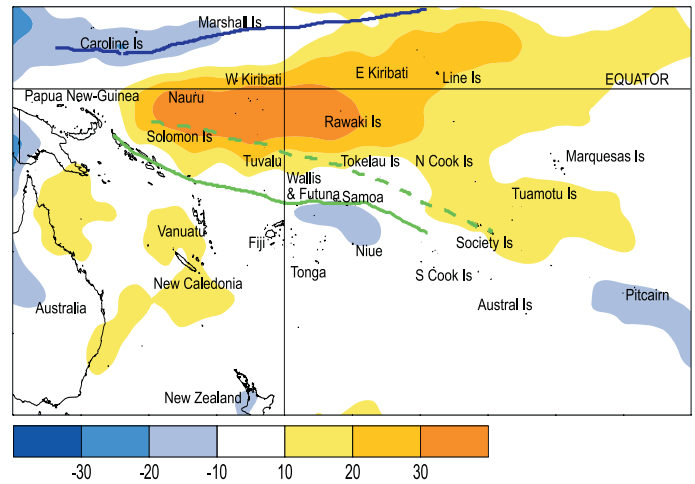 Marshall Is
Caroline Is
W Kiribati
E Kiribati
Line Is
EQUATOR
Papua New-Guinea
Nauru
Rawaki Is
Solomon Is
Tuvalu
Tokelau Is
N Cook Is
Marquesas Is
Wallis
& Futuna
Samoa
Tuamotu Is
Vanuatu
Fiji
Niue
Society Is
Tonga
S Cook Is
New Caledonia
Australia
Austral Is
Pitcairn
New Zealand
-30 -20 -10 10 20 30